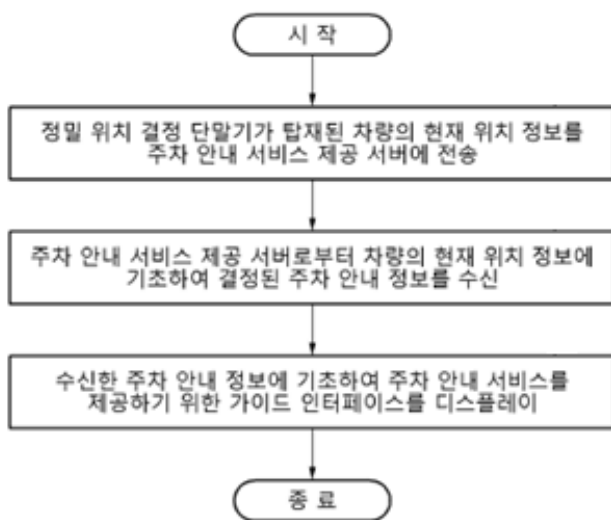 시 작
정밀 위치 결정 단말기가 탑재된 차량의 현재 위치 정보를
주차 안내 서비스 제공 서버에 전송
주차 안내 서비스 제공 서버로부터 차량의 현재 위치 정보에
기초하여 결정된 주차 안내 정보를 수신
수신한 주차 안내 정보에 기초하여 주차 안내 서비스를
제공하기 위한 가이드 인터페이스를 디스플레이
종 료